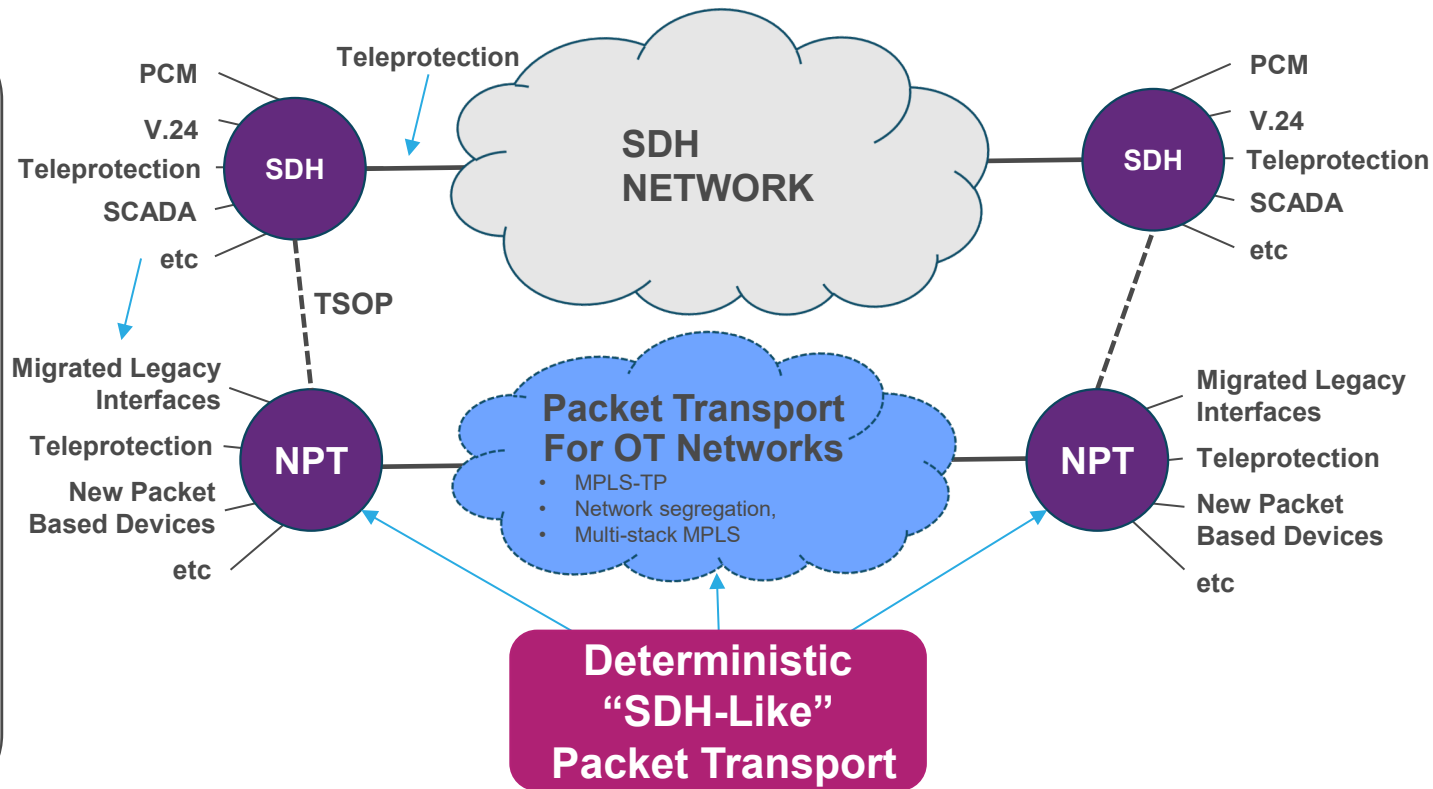 Teleprotection
PCM
V.24
Teleprotection
SCADA
etc
SDH
SDH
NETWORK
SDH
PCM
V.24
Teleprotection
SCADA
etc
TSOP
Migrated Legacy
Interfaces
Teleprotection
New Packet
Based Devices
etc
NPT
Packet Transport
For OT Networks
• MPLS-TP
• Network segregation,
• Multi-stack MPLS
NPT
Migrated Legacy
Interfaces
Teleprotection
New Packet
Based Devices
etc
Deterministic
“SDH-Like”
Packet Transport